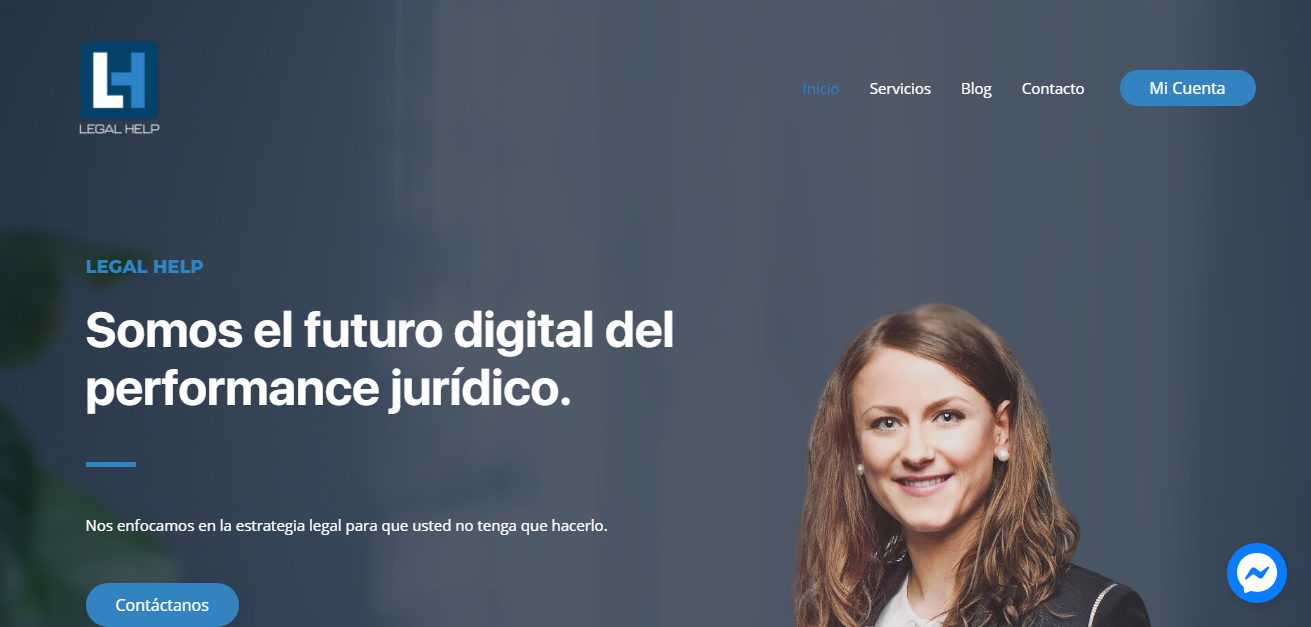 LH
LEGAL HELP
Inicio Servicios Blog Contacto Mi Cuenta
LEGAL HELP
Somos el futuro digital del
performance jurídico.
Nos enfocamos en la estrategia legal para que usted no tenga que hacerlo.
Contáctanos